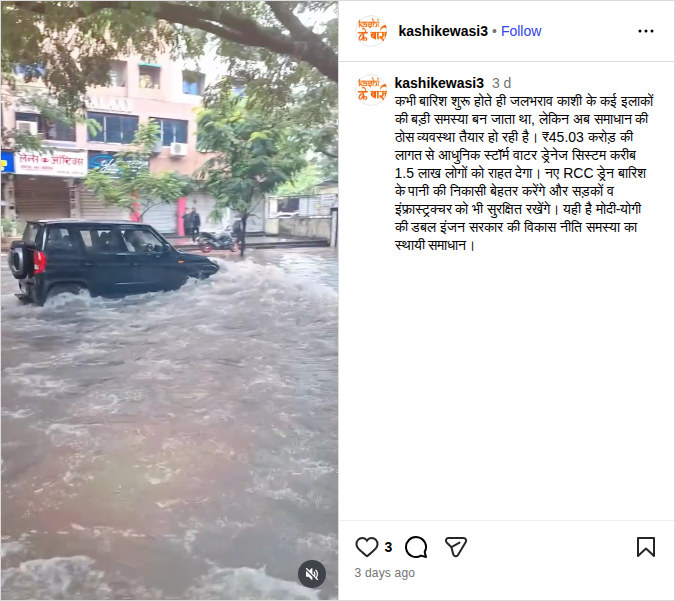 kashi
के बारे
kashikewasi3 • Follow
kashi
के बारे
kashikewasi3 3 d
कभी बारिश शुरू होते ही जलभराव काशी के कई इलाकों
की बड़ी समस्या बन जाता था, लेकिन अब समाधान की
ठोस व्यवस्था तैयार हो रही है। ₹45.03 करोड़ की
लागत से आधुनिक स्टॉर्म वाटर ड्रेनेज सिस्टम करीब
1.5 लाख लोगों को राहत देगा। नए RCC ड्रेन बारिश
के पानी की निकासी बेहतर करेंगे और सड़कों व
इंफ्रास्ट्रक्चर को भी सुरक्षित रखेंगे। यही है मोदी-योगी
की डबल इंजन सरकार की विकास नीति समस्या का
स्थायी समाधान।
3
3 days ago